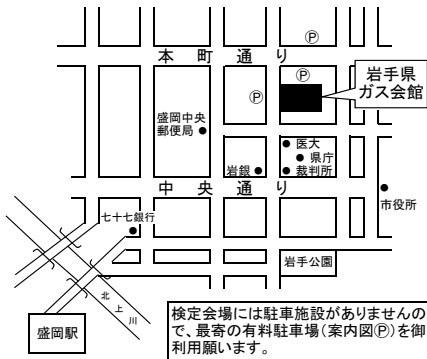 Ⓟ
本町通り
Ⓟ
岩手県
ガス会館
Ⓟ
盛岡中央
郵便局
医大
県庁
岩銀
裁判所
中央通り
市役所
七十七銀行
岩手公園
北上川
盛岡駅
検定会場には駐車施設がありませんの
で、最寄の有料駐車場(案内図Ⓟ)を御
利用願います。